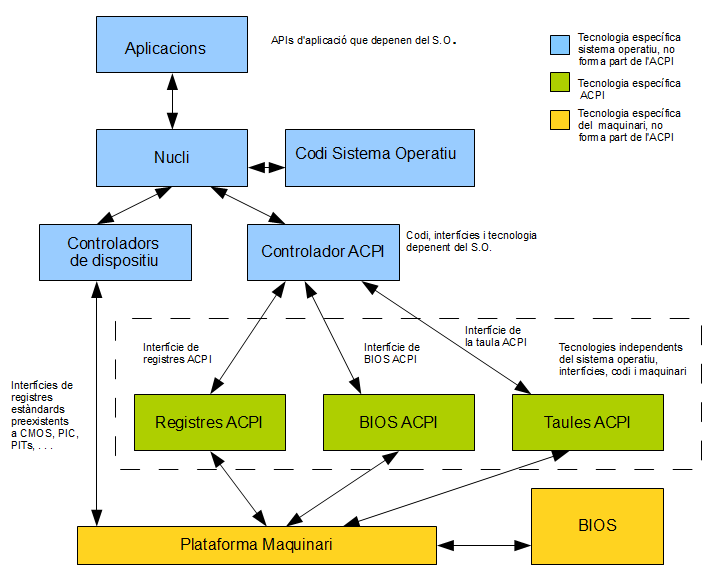 Aplicacions
APIs d'aplicació que depenen del S.O.
Tecnologia específica
sistema operatiu, no
forma part de l'ACPI
Tecnologia específica
ACPI
Tecnologia específica
del maquinari, no
forma part de l'ACPI
Nucli
Codi Sistema Operatiu
Controladors
de dispositiu
Controlador ACPI
Codi, interfícies i tecnologia
depenent del S.O.
Interfície de
registres ACPI
Interfície de
BIOS ACPI
Interfície de
la taula ACPI
Tecnologies independents
del sistema operatiu,
interfícies, codi i maquinari
Interfícies de
registres
estàndards
preexistents
a CMOS, PIC,
PITs, . . .
Registres ACPI
BIOS ACPI
Taules ACPI
Plataforma Maquinari
BIOS